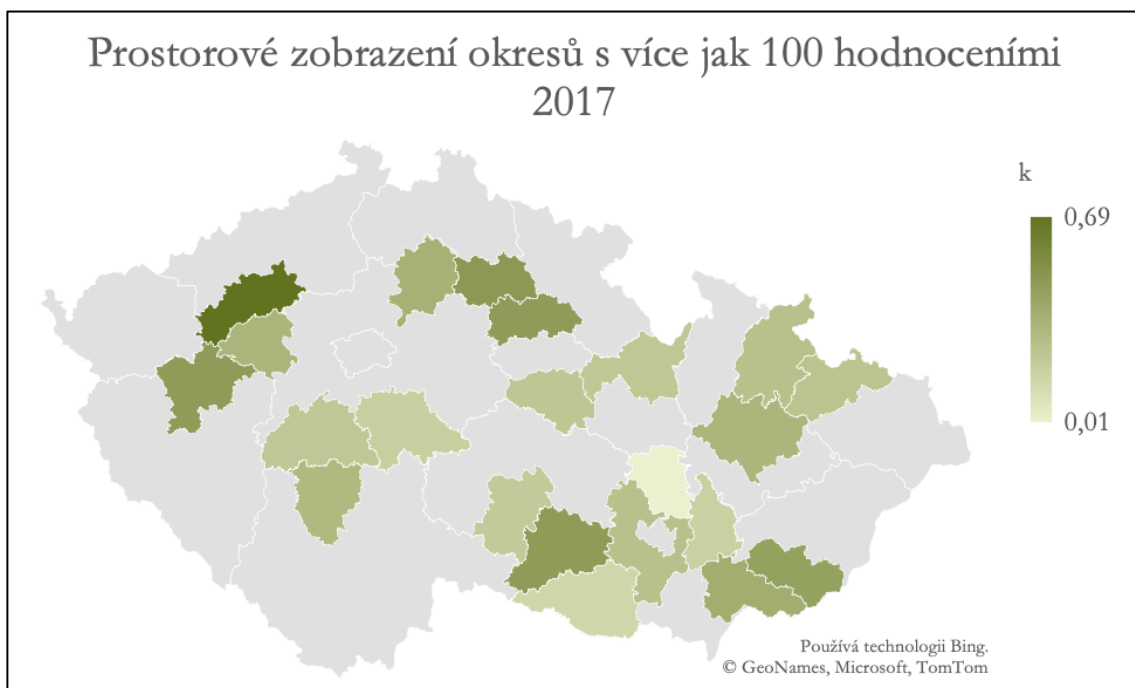 Prostorové zobrazení okresů s více jak 100 hodnoceními
2017
k
0,69
0,01
Používá technologii Bing.
© GeoNames, Microsoft, TomTom